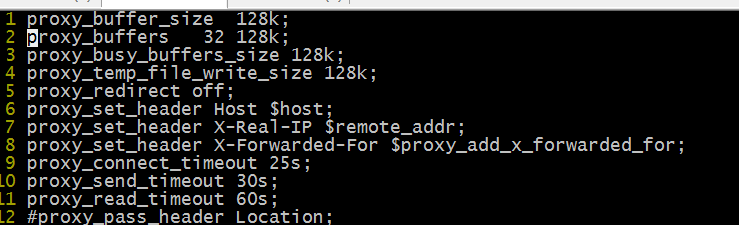 1 proxy_buffer_size  128k;
2 proxy_buffers   32 128k;
3 proxy_busy_buffers_size 128k;
4 proxy_temp_file_write_size 128k;
5 proxy_redirect off;
6 proxy_set_header Host $host;
7 proxy_set_header X-Real-IP $remote_addr;
8 proxy_set_header X-Forwarded-For $proxy_add_x_forwarded_for;
9 proxy_connect_timeout 25s;
10 proxy_send_timeout 30s;
11 proxy_read_timeout 60s;
12 #proxy_pass_header Location;